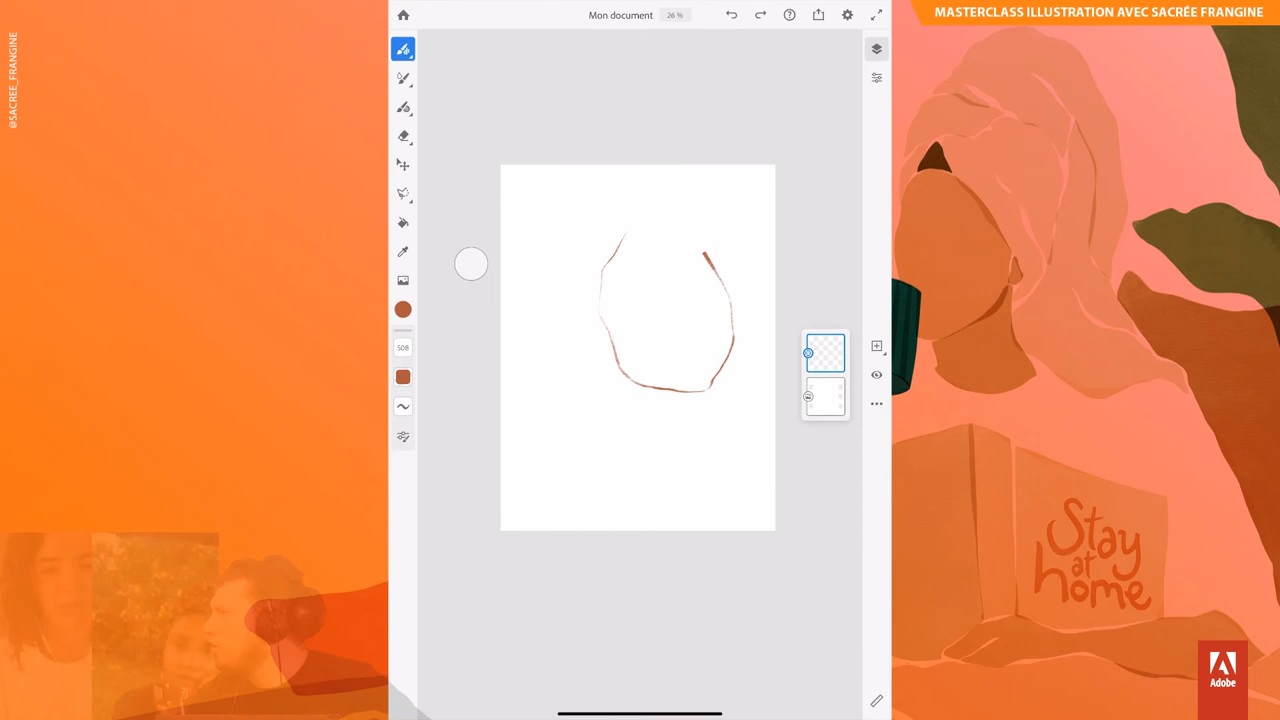 @SACREE_FRANGINE
Mon document
26 %
MASTERCLASS ILLUSTRATION AVEC SACRÉE FRANGINE
508
Stay
at
home
Adobe